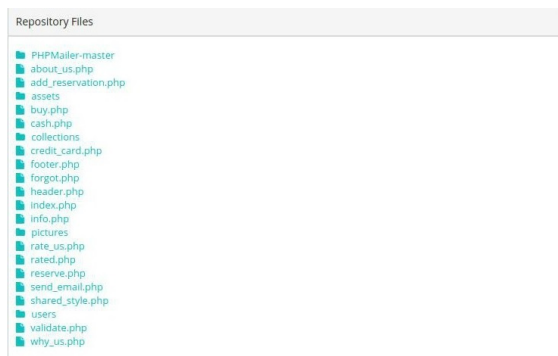 Repository Files
PHPMailer-master
about_us.php
add_reservation.php
assets
buy.php
cash.php
collections
credit_card.php
footer.php
forgot.php
header.php
index.php
info.php
pictures
rate_us.php
rated.php
reserve.php
send_email.php
shared_style.php
users
validate.php
why_us.php